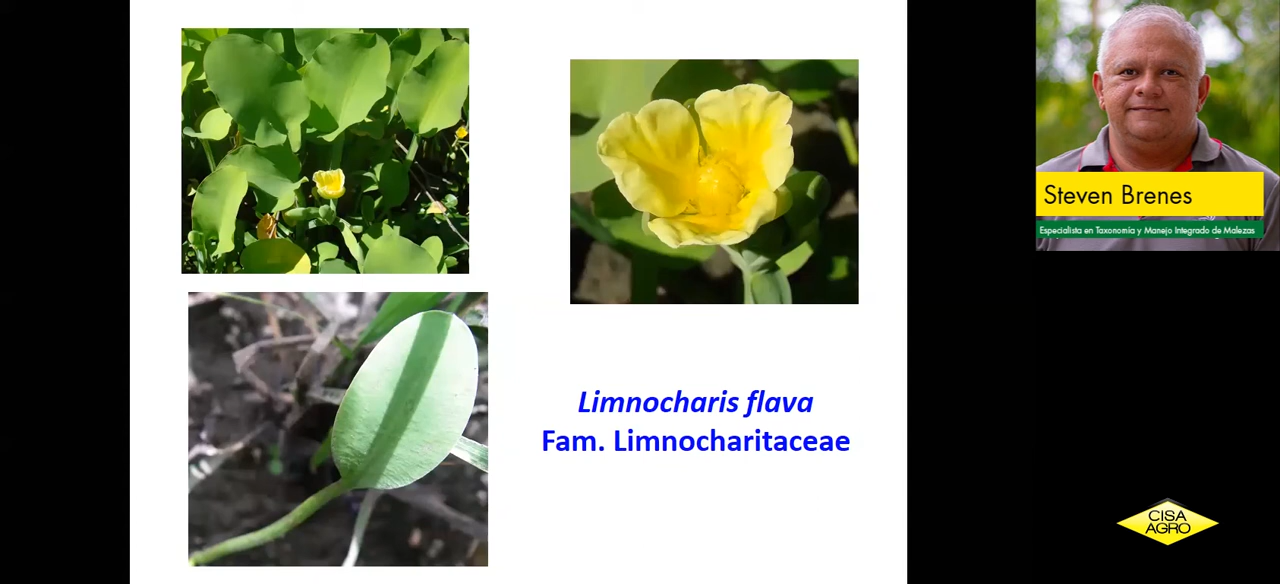 Limnocharis flava
Fam. Limnocharitaceae
Steven Brenes
Especialista en Taxonomía y Manejo Integrado de Malezas
CISA
AGRO